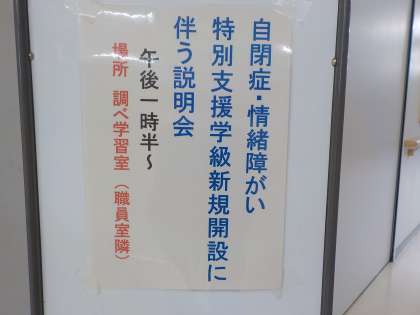 自閉症・情緒障がい
特別支援学級新規開設に
伴う説明会
午後一時半～
場所 調べ学習室（職員室隣）